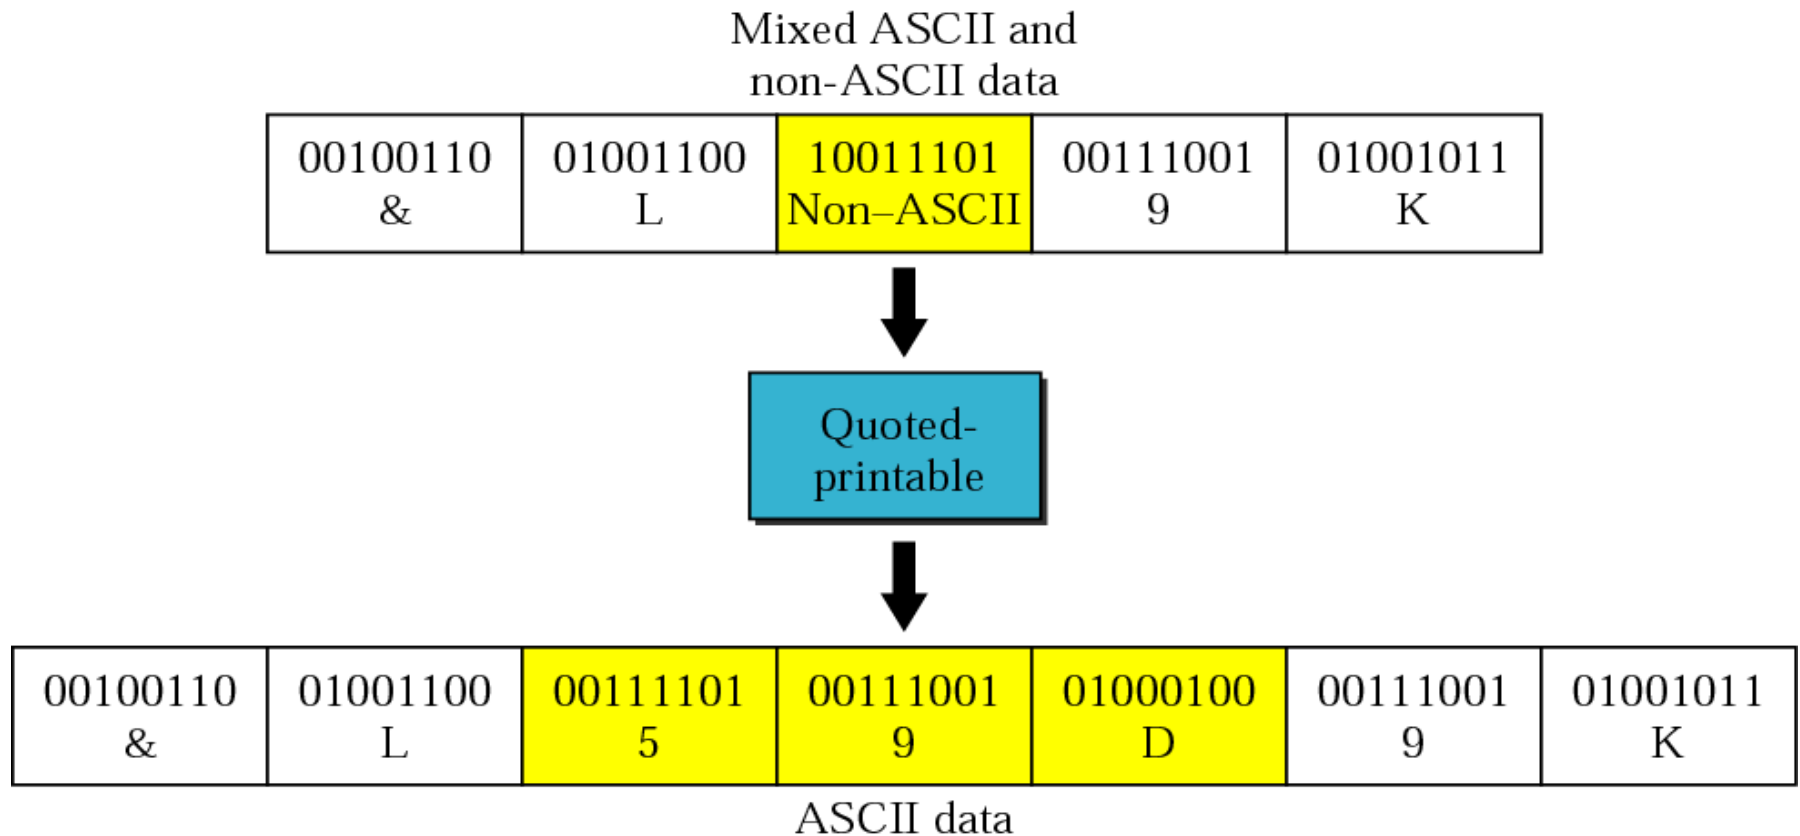 Mixed ASCII and
non-ASCII data
00100110 01001100 10011101 00111001 01001011
& L Non–ASCII 9 K
Quoted-
printable
00100110 01001100 00111101 00111001 01000100 00111001 01001011
& L 5 9 D 9 K
ASCII data